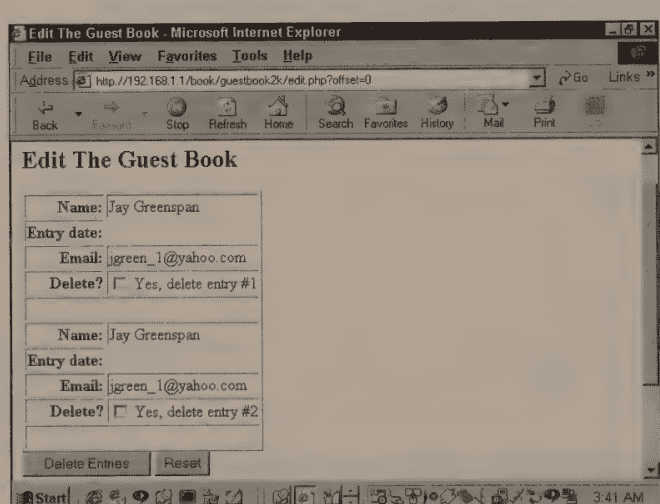 Edit The Guest Book - Microsoft Internet Explorer
File Edit View Favorites Tools Help
Address http://192.168.1.1/book/guestbook2k/edit.php?offset=0 Go Links »
Back Forward Stop Refresh Home Search Favorites History Mail Print
Edit The Guest Book
Name: Jay Greenspan
Entry date:
Email: jgreen_1@yahoo.com
Delete? Yes, delete entry #1
Name: Jay Greenspan
Entry date:
Email: jgreen_1@yahoo.com
Delete? Yes, delete entry #2
Delete Entries Reset
Start 3:41 AM